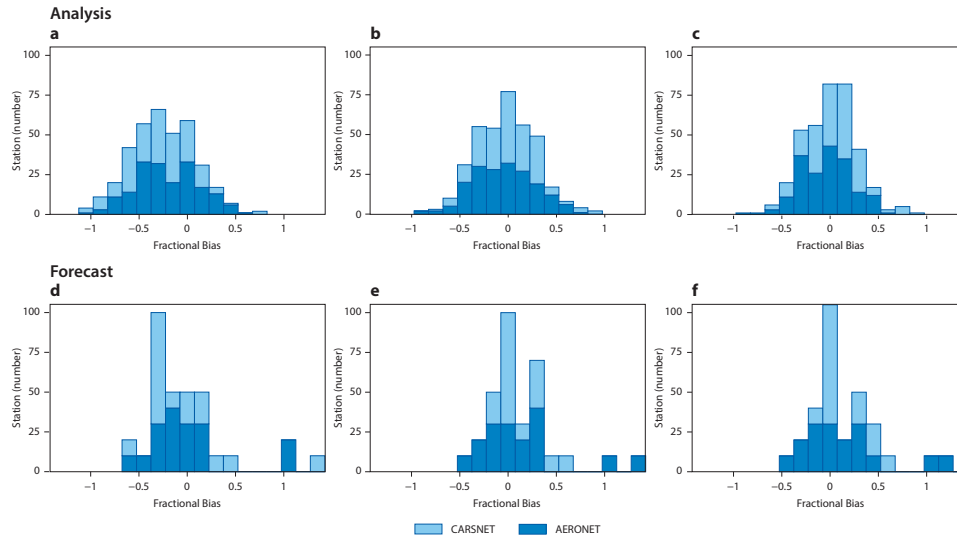 Analysis
a
b
c
100
75
50
25
0
Station (number)
−1
−0.5
0
0.5
1
Fractional Bias
100
75
50
25
0
Station (number)
−1
−0.5
0
0.5
1
Fractional Bias
100
75
50
25
0
Station (number)
−1
−0.5
0
0.5
1
Fractional Bias
Forecast
d
e
f
100
75
50
25
0
Station (number)
−1
−0.5
0
0.5
1
Fractional Bias
100
75
50
25
0
Station (number)
−1
−0.5
0
0.5
1
Fractional Bias
100
75
50
25
0
Station (number)
−1
−0.5
0
0.5
1
Fractional Bias
CARSNET
AERONET